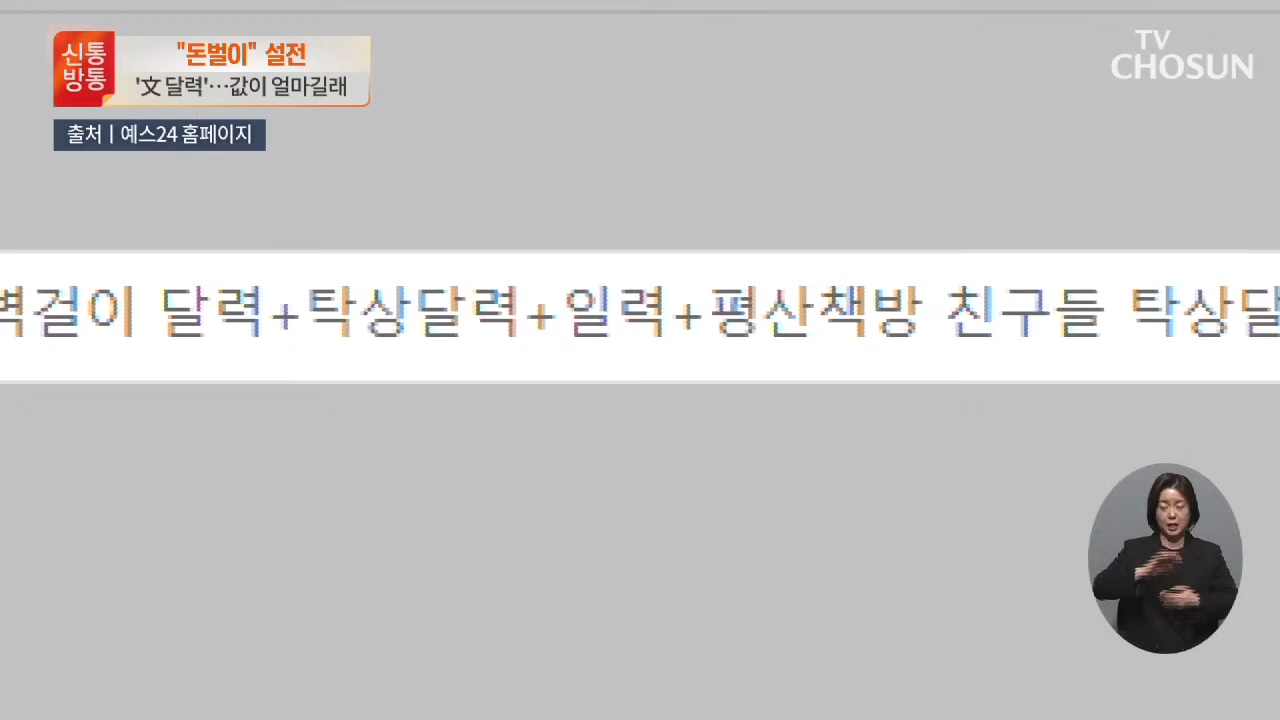 신통방통
"돈벌이" 설전
'文 달력'…값이 얼마길래
TV CHOSUN
출처 | 예스24 홈페이지
벽걸이 달력+탁상달력+일력+평산책방 친구들 탁상달